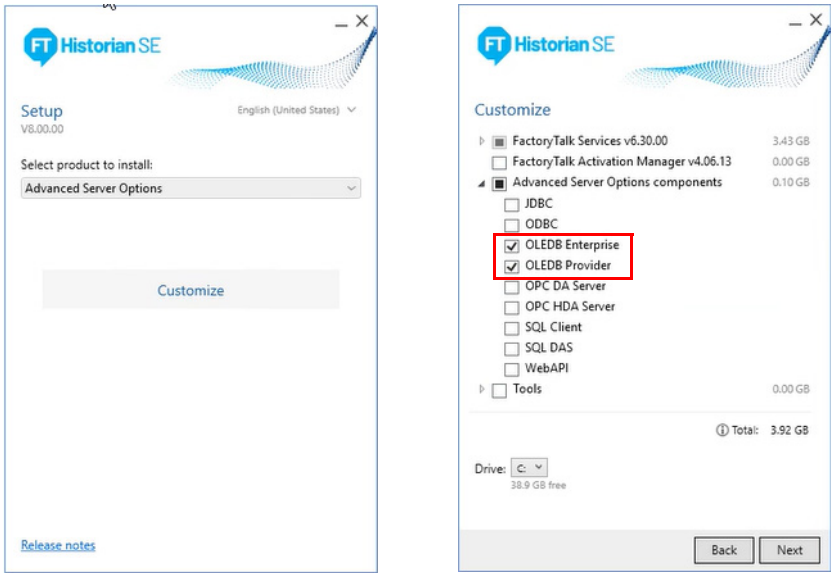 FT Historian SE
Setup
English (United States)
V8.00.00
Select product to install:
Advanced Server Options
Customize
Release notes
FT Historian SE
Customize
FactoryTalk Services v6.30.00 3.43 GB
FactoryTalk Activation Manager v4.06.13 0.00 GB
Advanced Server Options components 0.10 GB
JDBC
ODBC
OLEDB Enterprise
OLEDB Provider
OPC DA Server
OPC HDA Server
SQL Client
SQL DAS
WebAPI
Tools 0.00 GB
Total: 3.92 GB
Drive: C:
38.9 GB free
Back Next